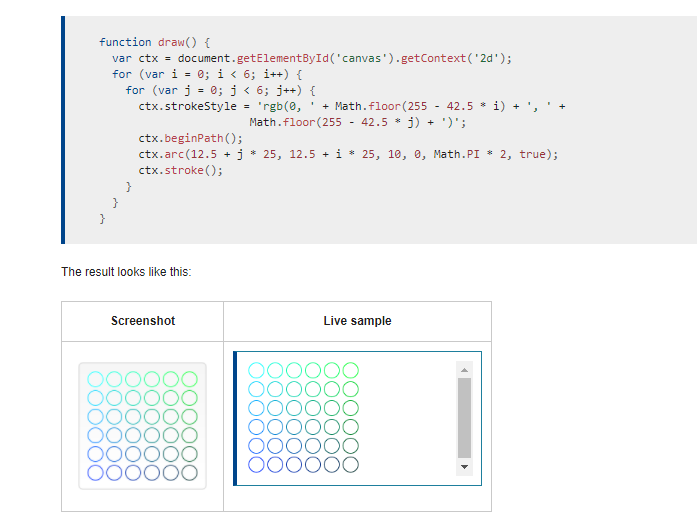 function draw() {
var ctx = document.getElementById('canvas').getContext('2d');
for (var i = 0; i < 6; i++) {
for (var j = 0; j < 6; j++) {
ctx.strokeStyle = 'rgb(0, ' + Math.floor(255 - 42.5 * i) + ', ' +
Math.floor(255 - 42.5 * j) + ')';
ctx.beginPath();
ctx.arc(12.5 + j * 25, 12.5 + i * 25, 10, 0, Math.PI * 2, true);
ctx.stroke();
}
}
}
The result looks like this:
Screenshot
Live sample